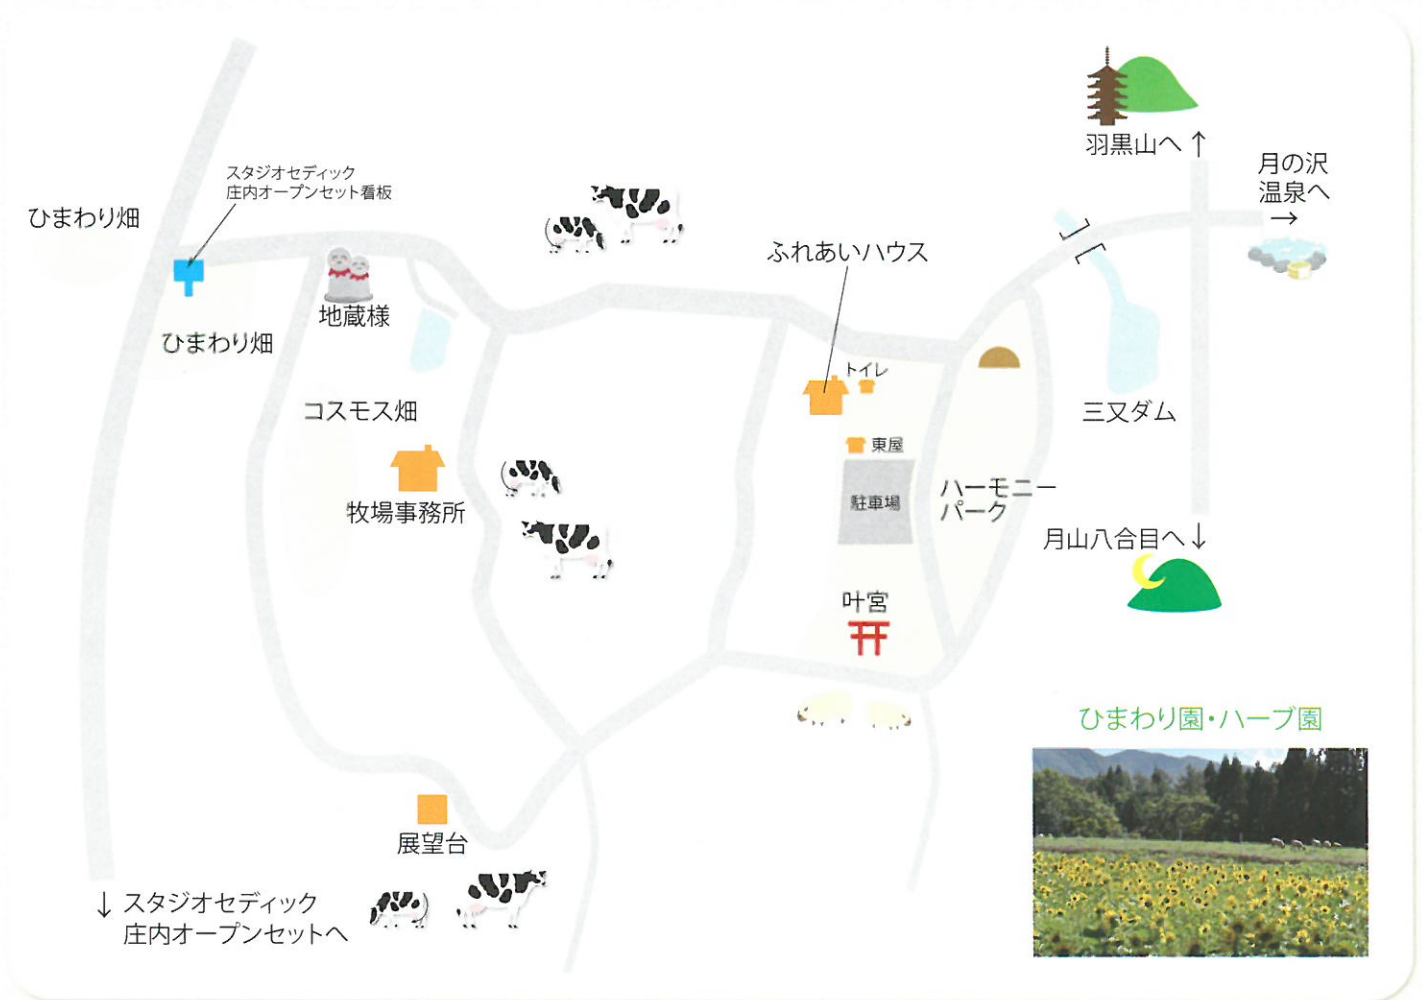 羽黒山へ↑
月の沢
温泉へ
→
スタジオセディック
庄内オープンセット看板
ひまわり畑
ふれあいハウス
地蔵様
ひまわり畑
トイレ
コスモス畑
三又ダム
東屋
牧場事務所
駐車場
ハーモニー
パーク
月山八合目へ↓
叶宮
ひまわり園・ハーブ園
展望台
↓ スタジオセディック
庄内オープンセットへ